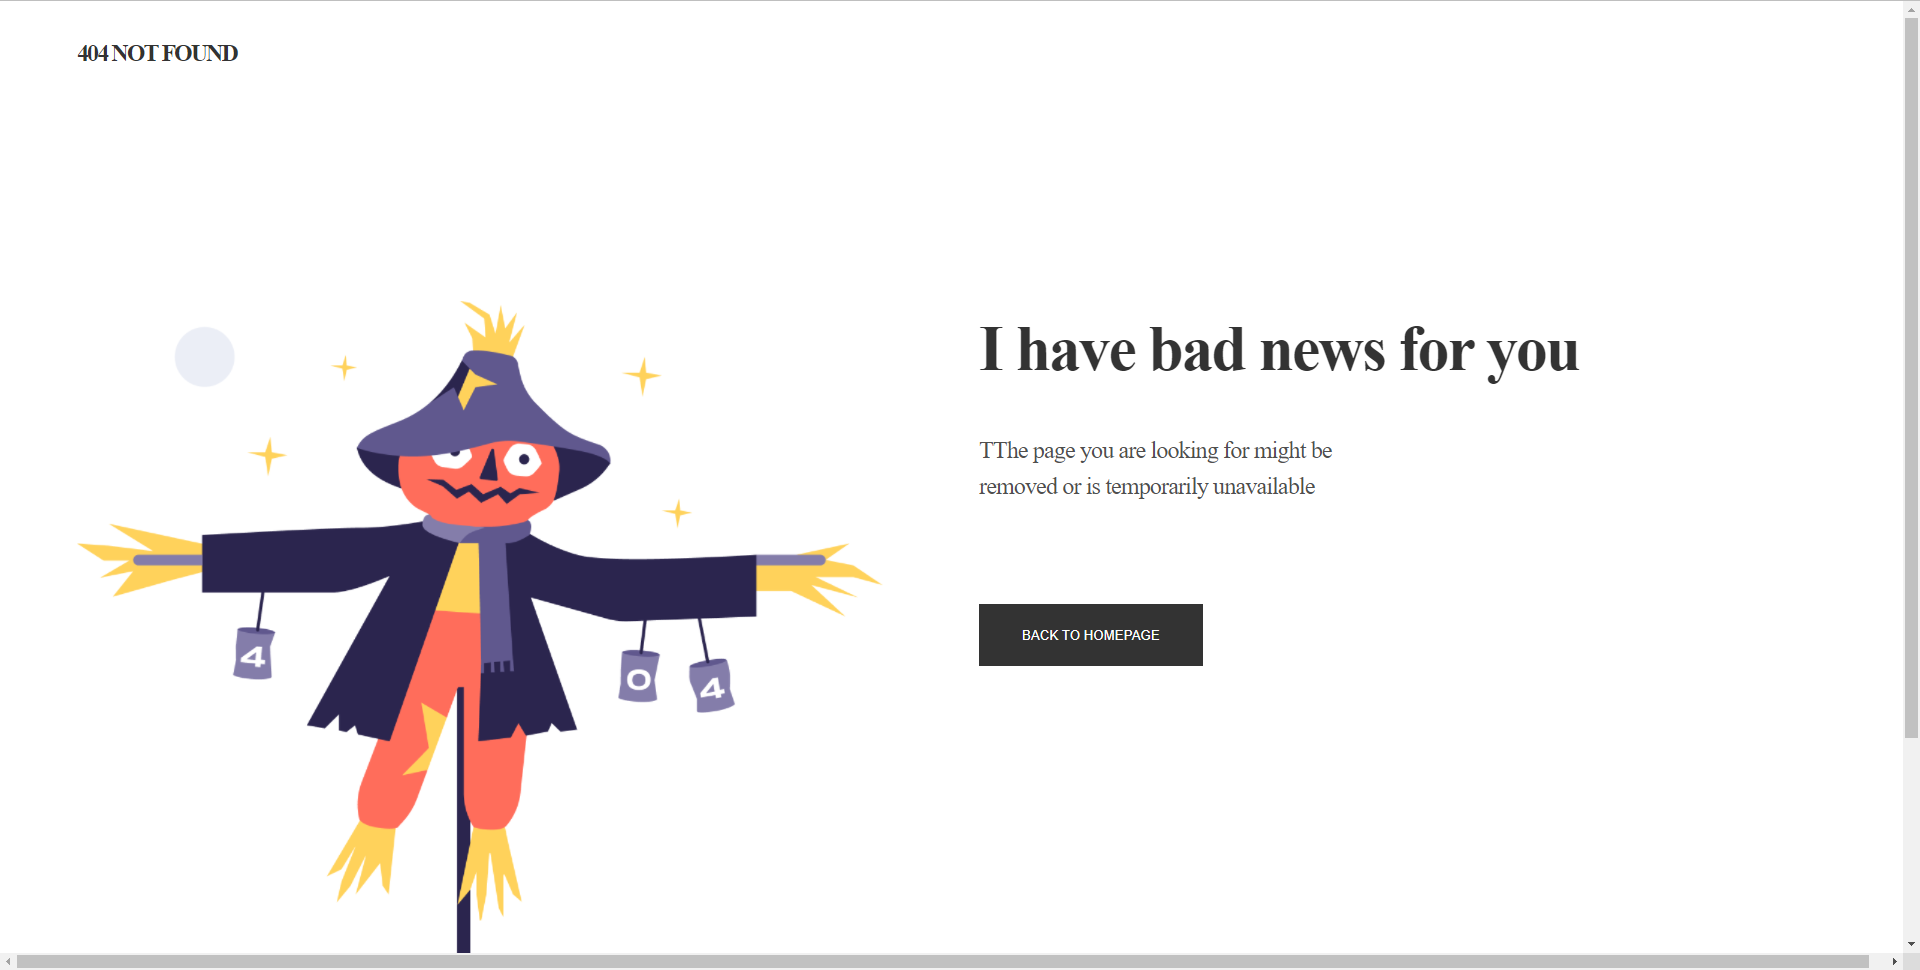 404 NOT FOUND
I have bad news for you
TThe page you are looking for might be
removed or is temporarily unavailable
BACK TO HOMEPAGE
4
0
4